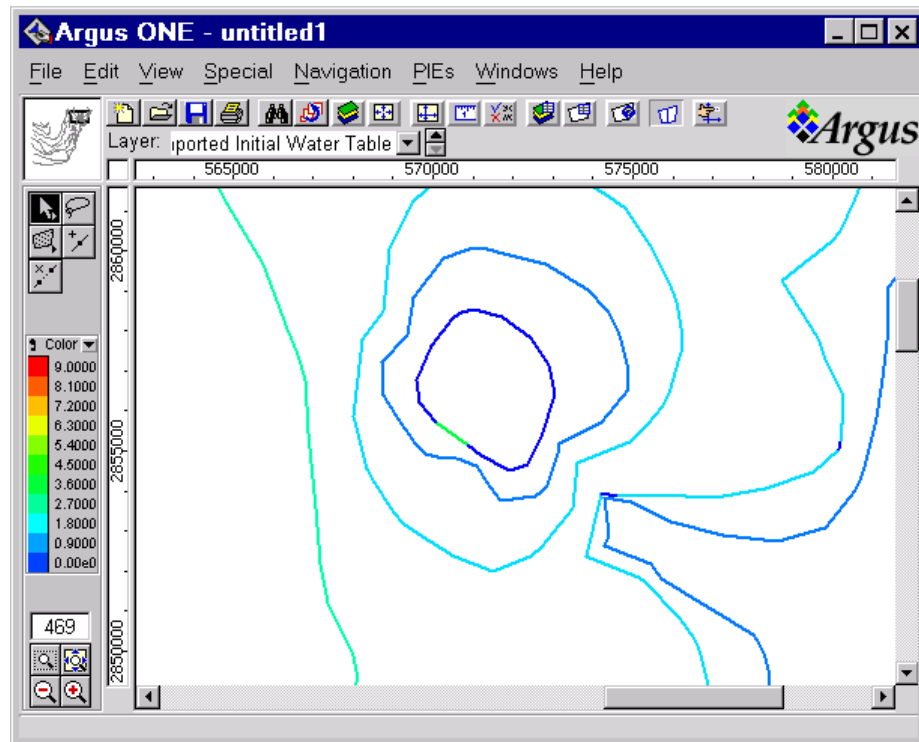 Argus ONE - untitled1
File Edit View Special Navigation PIEs Windows Help
Argus
Layer: ported Initial Water Table
565000 570000 575000 580000
2860000
2855000
2850000
Color
9.0000
8.1000
7.2000
6.3000
5.4000
4.5000
3.6000
2.7000
1.8000
0.9000
0.00e0
469